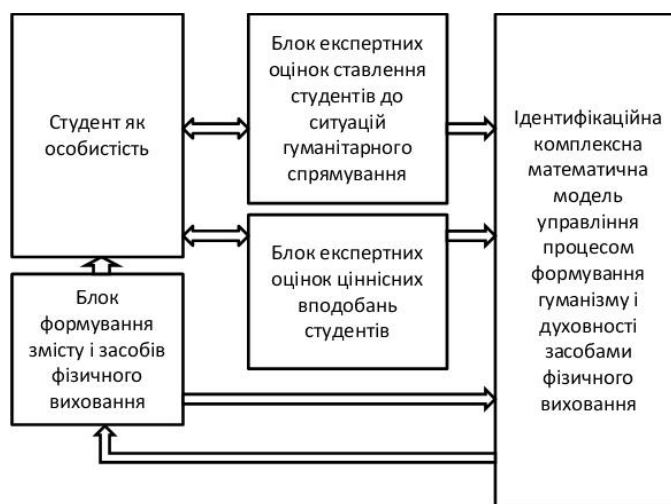 Студент як
особистість
Блок експертних
оцінок ставлення
студентів до
ситуацій
гуманітарного
спрямування
Ідентифікаційна
комплексна
математична
модель
управління
процесом
формування
гуманізму і
духовності
засобами
фізичного
виховання
Блок експертних
оцінок ціннісних
вподобань
студентів
Блок
формування
змісту і засобів
фізичного
виховання